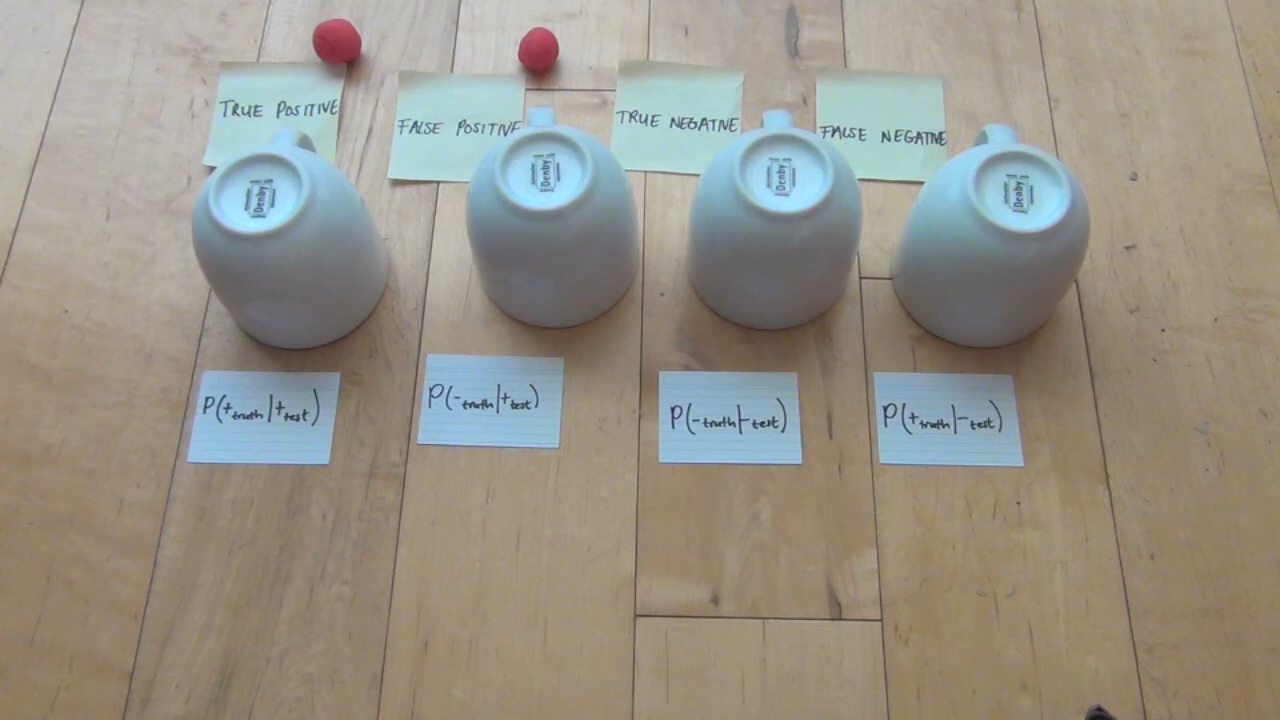 TRUE POSITIVE
FALSE POSITIVE
TRUE NEGATIVE
FALSE NEGATIVE
Denby
Denby
Denby
Denby
P(+truth|+test)
P(-truth|+test)
P(-truth|-test)
P(+truth|-test)